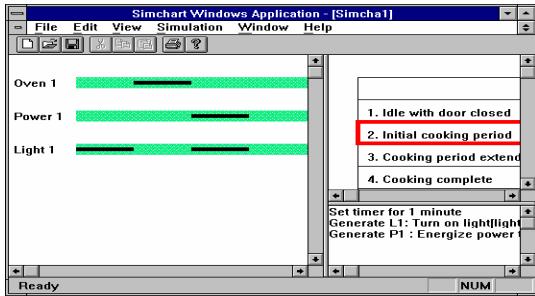 Simchart Windows Application - [Simcha1]
File Edit View Simulation Window Help
Oven 1
Power 1
Light 1
1. Idle with door closed
2. Initial cooking period
3. Cooking period extend
4. Cooking complete
Set timer for 1 minute
Generate L1: Turn on light[light
Generate P1 : Energize power t
Ready
NUM